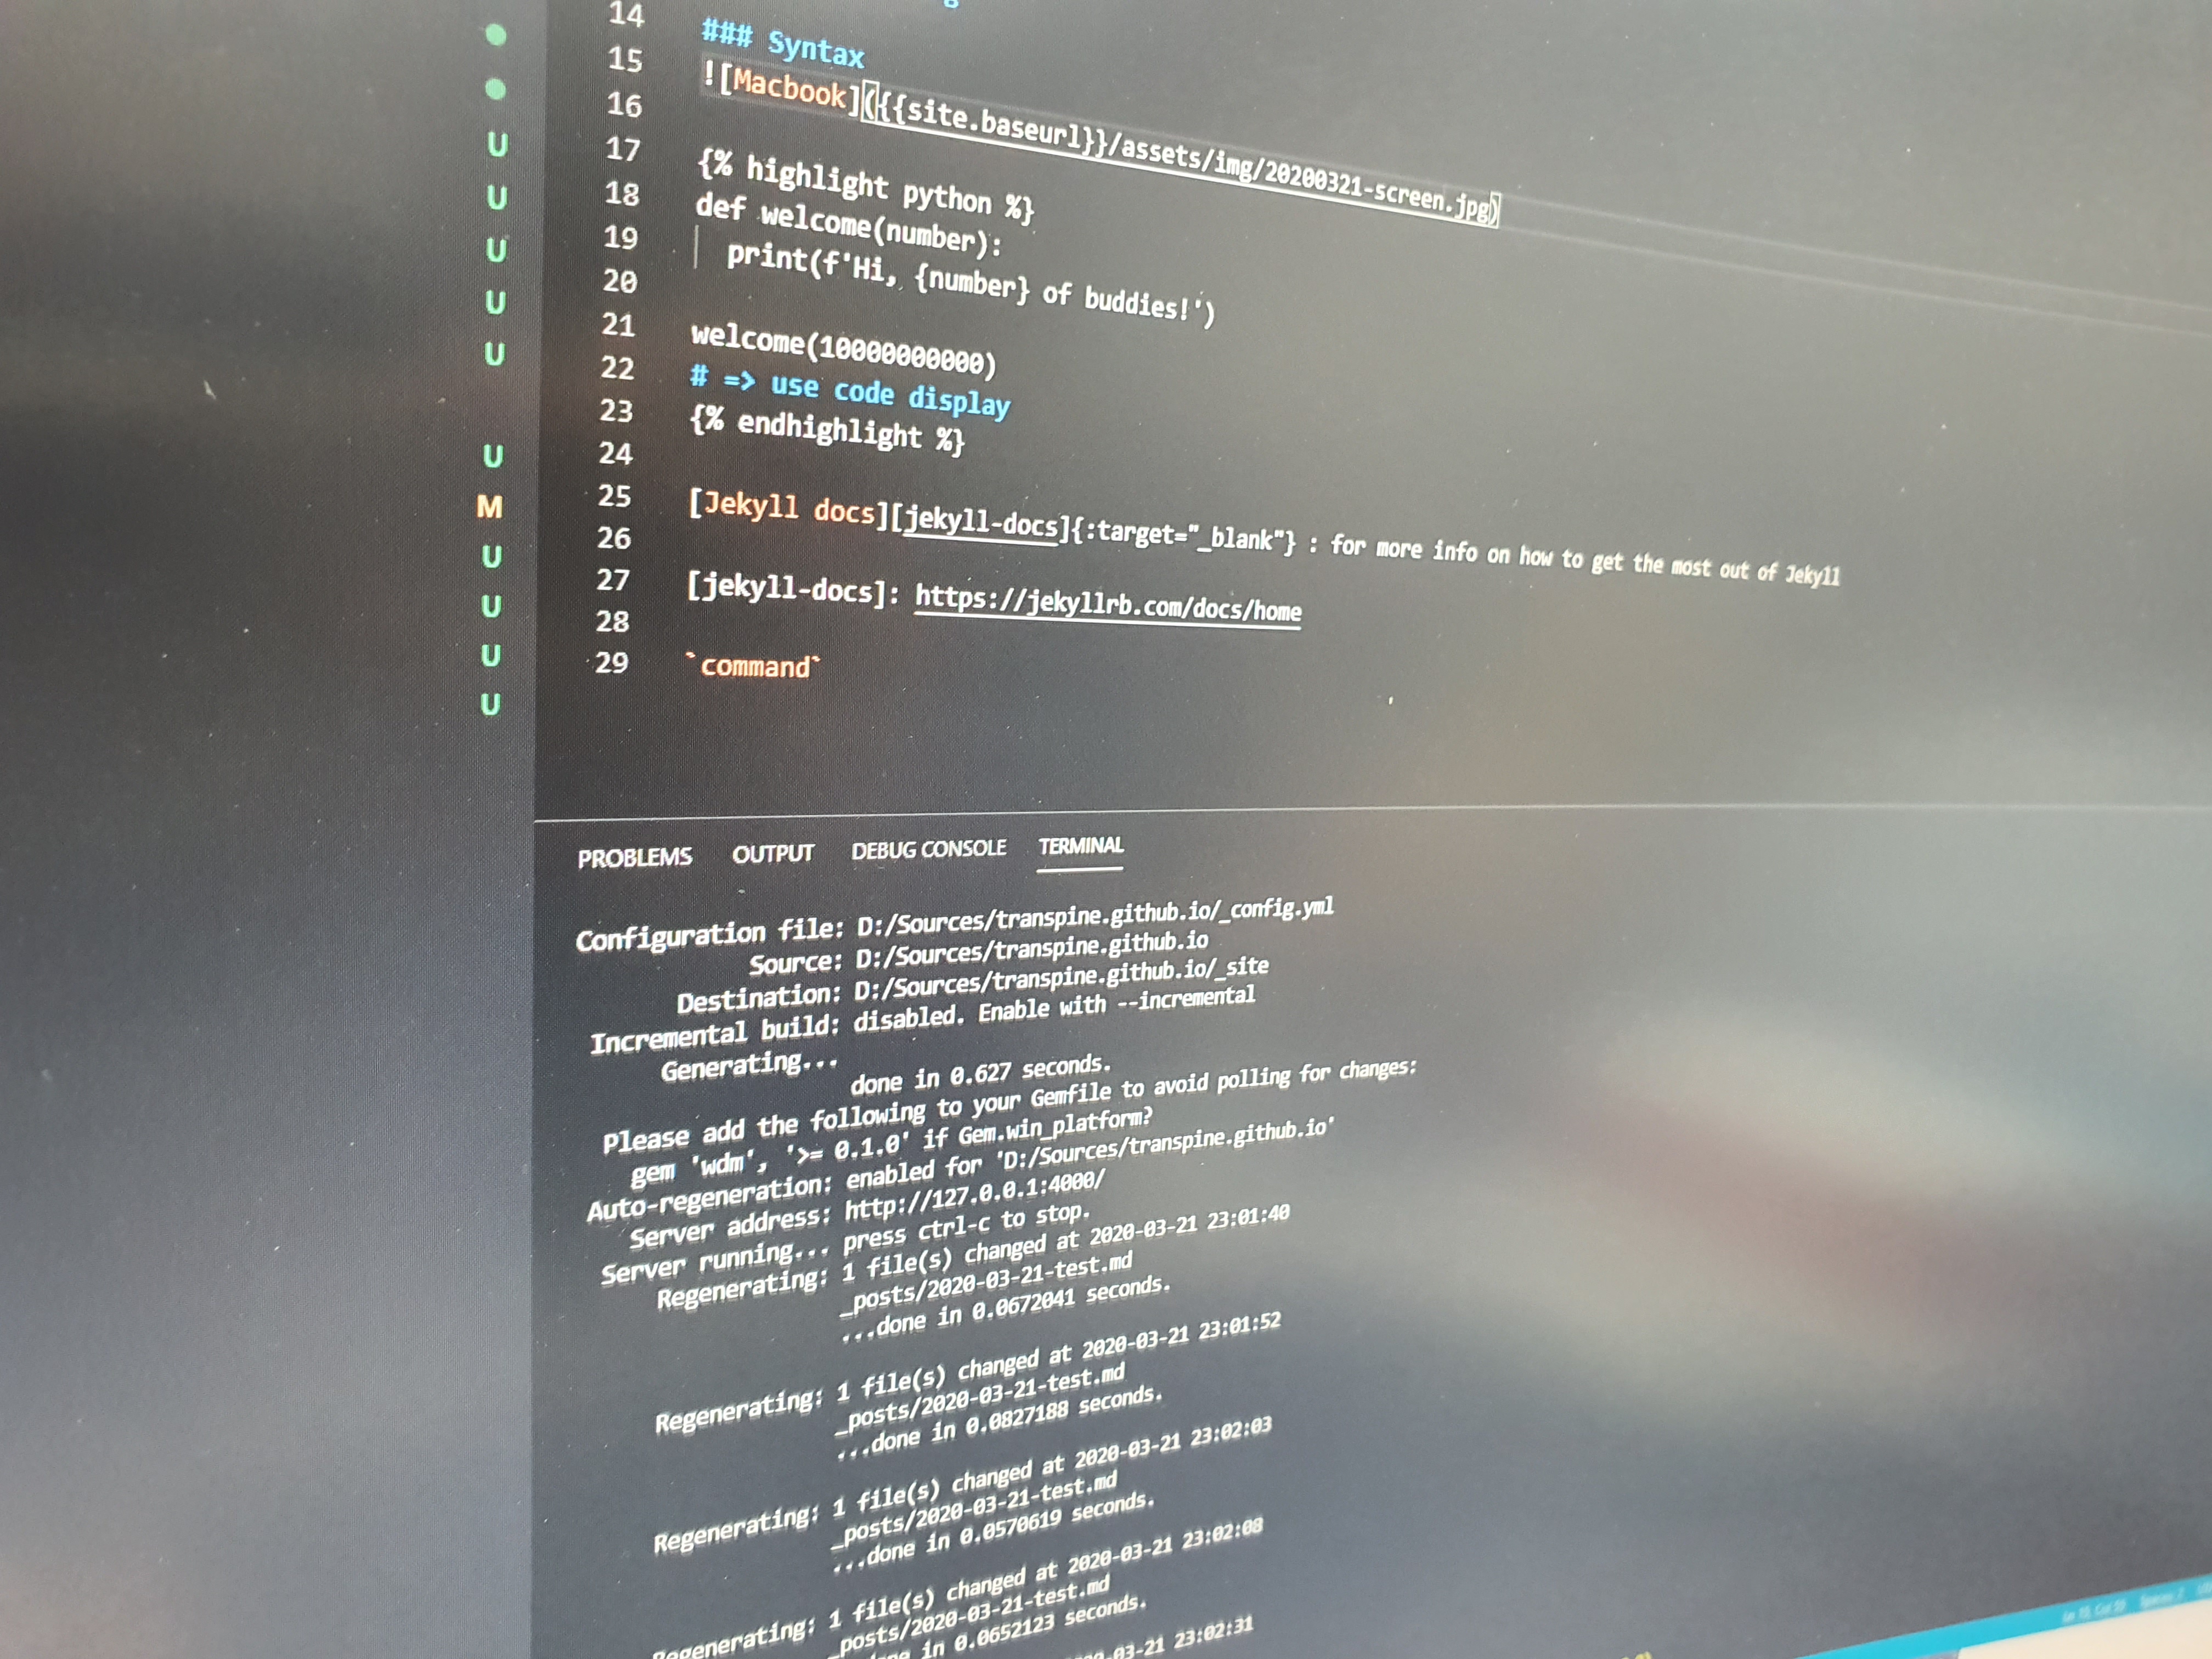 U
U
U
U
U
U
M
U
U
U
U
14 ### Syntax
15 ![Macbook]({{site.baseurl}}/assets/img/20200321-screen.jpg)
16
17 {% highlight python %}
18 def welcome(number):
19 print(f'Hi, {number} of buddies!')
20
21 welcome(10000000000)
22 # => use code display
23 {% endhighlight %}
24
25 [Jekyll docs][jekyll-docs]{:target="_blank"} : for more info on how to get the most out of Jekyll
26
27 [jekyll-docs]: https://jekyllrb.com/docs/home
28
29 `command`
PROBLEMS OUTPUT DEBUG CONSOLE TERMINAL
Configuration file: D:/Sources/transpine.github.io/_config.yml
Source: D:/Sources/transpine.github.io
Destination: D:/Sources/transpine.github.io/_site
Incremental build: disabled. Enable with --incremental
Generating...
done in 0.627 seconds.
Please add the following to your Gemfile to avoid polling for changes:
gem 'wdm', '>= 0.1.0' if Gem.win_platform?
Auto-regeneration: enabled for 'D:/Sources/transpine.github.io'
Server address: http://127.0.0.1:4000/
Server running... press ctrl-c to stop.
Regenerating: 1 file(s) changed at 2020-03-21 23:01:40
_posts/2020-03-21-test.md
...done in 0.0672041 seconds.
Regenerating: 1 file(s) changed at 2020-03-21 23:01:52
_posts/2020-03-21-test.md
...done in 0.0827188 seconds.
Regenerating: 1 file(s) changed at 2020-03-21 23:02:03
_posts/2020-03-21-test.md
...done in 0.0570619 seconds.
Regenerating: 1 file(s) changed at 2020-03-21 23:02:08
_posts/2020-03-21-test.md
in 0.0652123 seconds.
03-21 23:02:31